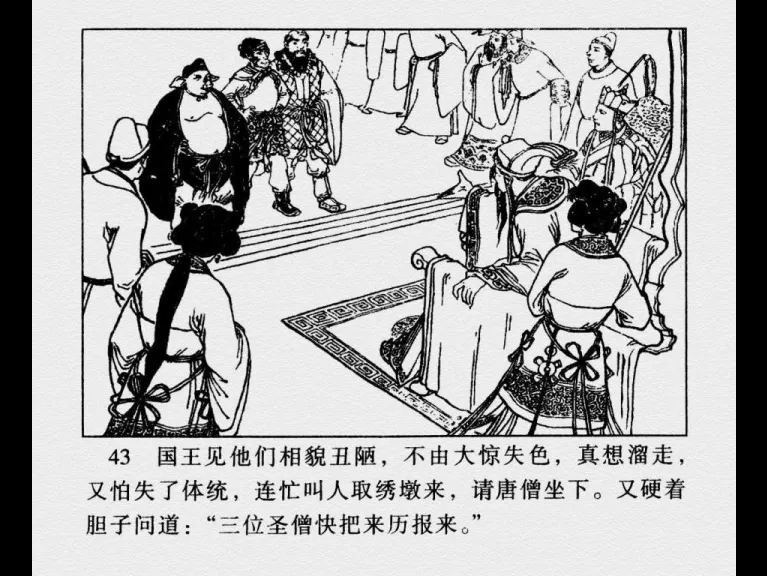 43 国王见他们相貌丑陋，不由大惊失色，真想溜走，
又怕失了体统，连忙叫人取绣墩来，请唐僧坐下。又硬着
胆子问道：“三位圣僧快把来历报来。”